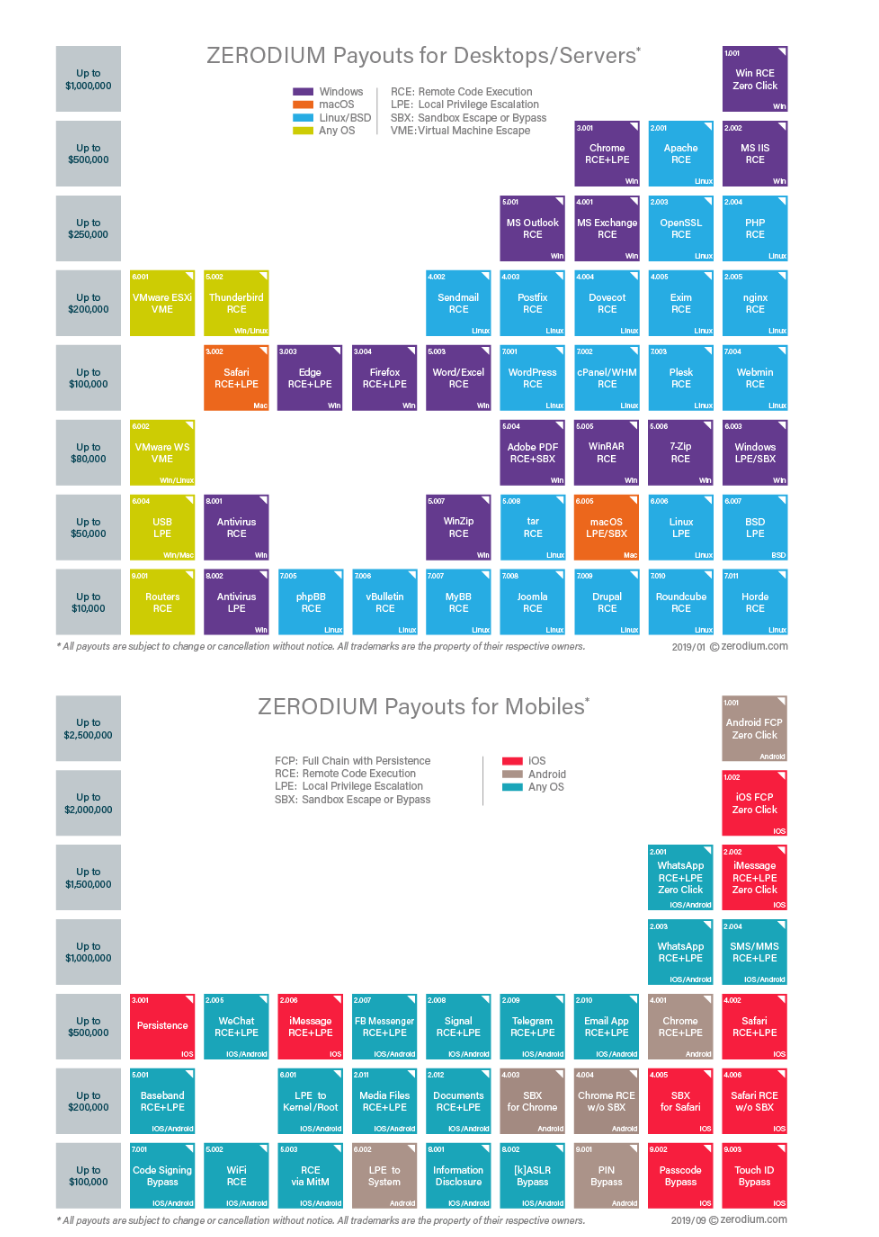 ZERODIUM Payouts for Desktops/Servers*
Windows
macOS
Linux/BSD
Any OS
RCE: Remote Code Execution
LPE: Local Privilege Escalation
SBX: Sandbox Escape or Bypass
VME: Virtual Machine Escape
Up to
$1,000,000
1.001
Win RCE
Zero Click
Win
Up to
$500,000
3.001
Chrome
RCE+LPE
Win
2.001
Apache
RCE
Linux
2.002
MS IIS
RCE
Win
Up to
$250,000
5.001
MS Outlook
RCE
Win
4.001
MS Exchange
RCE
Win
2.003
OpenSSL
RCE
Linux
2.004
PHP
RCE
Linux
Up to
$200,000
6.001
VMware ESXi
VME
5.002
Thunderbird
RCE
Win/Linux
4.002
Sendmail
RCE
Linux
4.003
Postfix
RCE
Linux
4.004
Dovecot
RCE
Linux
4.005
Exim
RCE
Linux
2.005
nginx
RCE
Linux
Up to
$100,000
3.002
Safari
RCE+LPE
Mac
3.003
Edge
RCE+LPE
Win
3.004
Firefox
RCE+LPE
Win
5.003
Word/Excel
RCE
Win
7.001
WordPress
RCE
Linux
7.002
cPanel/WHM
RCE
Linux
7.003
Plesk
RCE
Linux
7.004
Webmin
RCE
Linux
Up to
$80,000
6.002
VMware WS
VME
Win/Linux
5.004
Adobe PDF
RCE+SBX
Win
5.005
WinRAR
RCE
Win
5.006
7-Zip
RCE
Win
6.003
Windows
LPE/SBX
Win
Up to
$50,000
6.004
USB
LPE
Win/Mac
8.001
Antivirus
RCE
Win
5.007
WinZip
RCE
Win
5.008
tar
RCE
Linux
6.005
macOS
LPE/SBX
Mac
6.006
Linux
LPE
Linux
6.007
BSD
LPE
BSD
Up to
$10,000
9.001
Routers
RCE
8.002
Antivirus
LPE
Win
7.005
phpBB
RCE
Linux
7.006
vBulletin
RCE
Linux
7.007
MyBB
RCE
Linux
7.008
Joomla
RCE
Linux
7.009
Drupal
RCE
Linux
7.010
Roundcube
RCE
Linux
7.011
Horde
RCE
Linux
* All payouts are subject to change or cancellation without notice. All trademarks are the property of their respective owners.
2019/01 © zerodium.com
ZERODIUM Payouts for Mobiles*
FCP: Full Chain with Persistence
RCE: Remote Code Execution
LPE: Local Privilege Escalation
SBX: Sandbox Escape or Bypass
iOS
Android
Any OS
Up to
$2,500,000
1.001
Android FCP
Zero Click
Android
Up to
$2,000,000
1.002
iOS FCP
Zero Click
iOS
Up to
$1,500,000
2.001
WhatsApp
RCE+LPE
Zero Click
iOS/Android
2.002
iMessage
RCE+LPE
Zero Click
iOS
Up to
$1,000,000
2.003
WhatsApp
RCE+LPE
iOS/Android
2.004
SMS/MMS
RCE+LPE
iOS/Android
Up to
$500,000
3.001
Persistence
iOS
2.005
WeChat
RCE+LPE
iOS/Android
2.006
iMessage
RCE+LPE
iOS
2.007
FB Messenger
RCE+LPE
iOS/Android
2.008
Signal
RCE+LPE
iOS/Android
2.009
Telegram
RCE+LPE
iOS/Android
2.010
Email App
RCE+LPE
iOS/Android
4.001
Chrome
RCE+LPE
Android
4.002
Safari
RCE+LPE
iOS
Up to
$200,000
5.001
Baseband
RCE+LPE
iOS/Android
6.001
LPE to
Kernel/Root
iOS/Android
2.011
Media Files
RCE+LPE
iOS/Android
2.012
Documents
RCE+LPE
iOS/Android
4.003
SBX
for Chrome
Android
4.004
Chrome RCE
w/o SBX
Android
4.005
SBX
for Safari
iOS
4.006
Safari RCE
w/o SBX
iOS
Up to
$100,000
7.001
Code Signing
Bypass
iOS/Android
5.002
WiFi
RCE
iOS/Android
5.003
RCE
via MitM
iOS/Android
6.002
LPE to
System
Android
8.001
Information
Disclosure
iOS/Android
8.002
[k]ASLR
Bypass
iOS/Android
9.001
PIN
Bypass
Android
9.002
Passcode
Bypass
iOS
9.003
Touch ID
Bypass
iOS
* All payouts are subject to change or cancellation without notice. All trademarks are the property of their respective owners.
2019/09 © zerodium.com